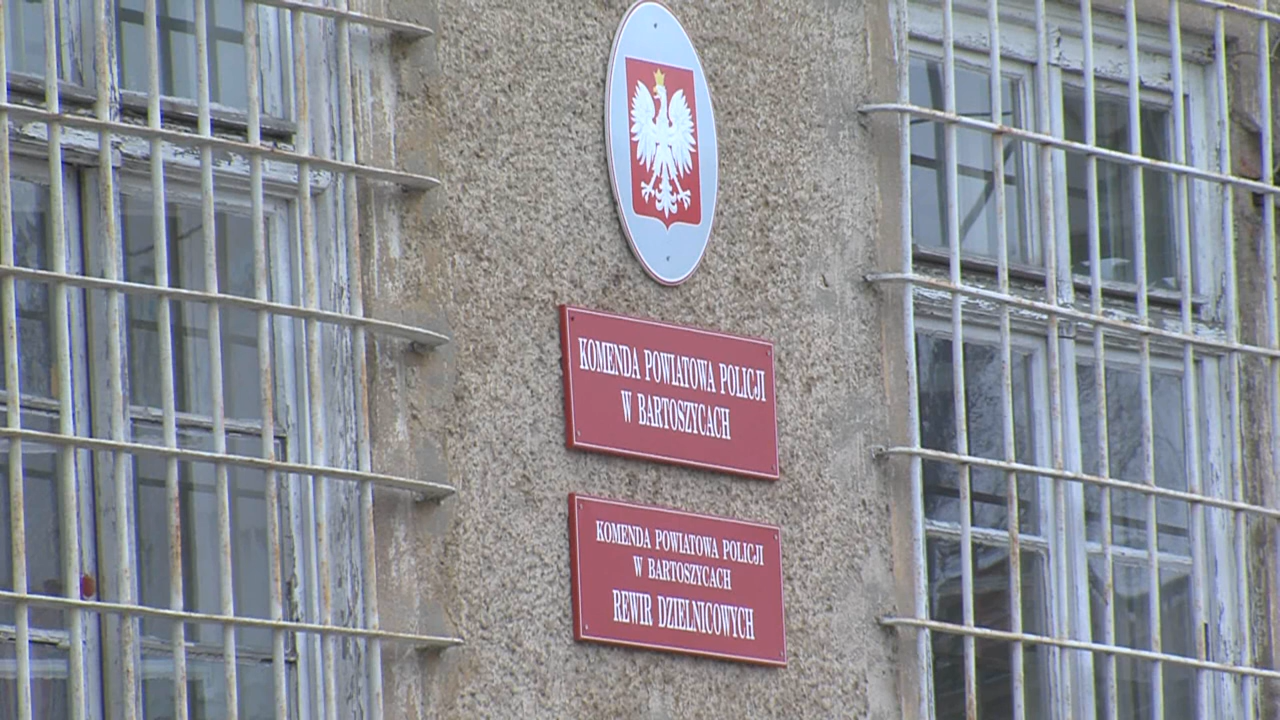 KOMENDA POWIATOWA POLICJI
W BARTOSZYCACH
KOMENDA POWIATOWA POLICJI
W BARTOSZYCACH
REWIR DZIELNICOWYCH